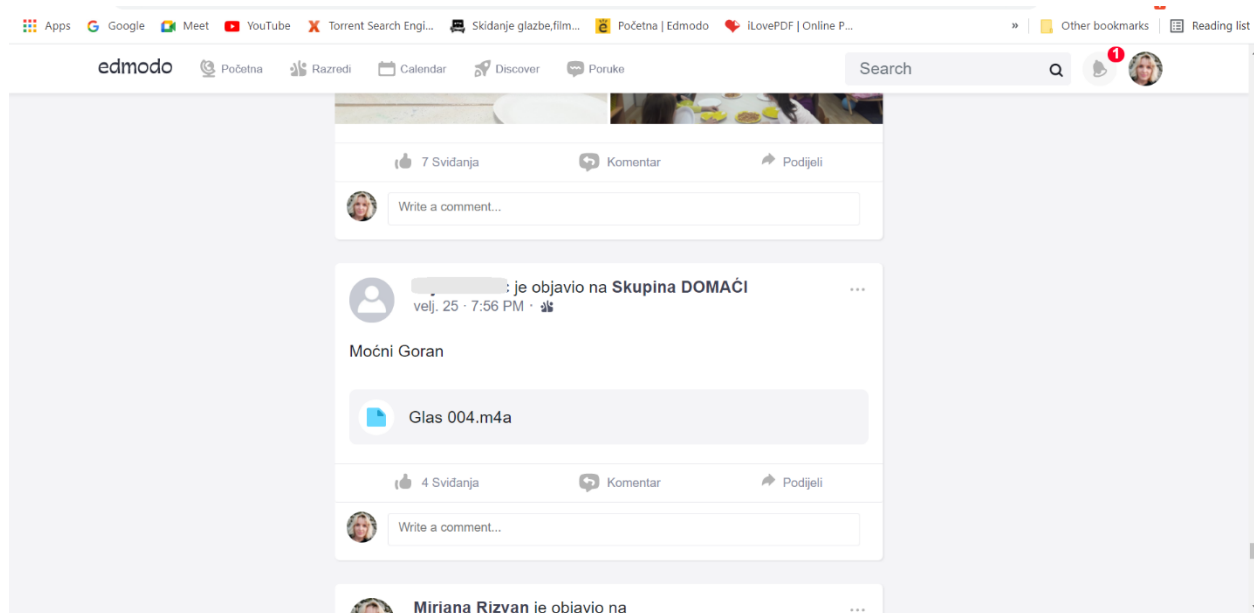 Apps Google Meet YouTube Torrent Search Engi... Skidanje glazbe,film... Početna | Edmodo iLovePDF | Online P... » Other bookmarks Reading list
edmodo Početna Razredi Calendar Discover Poruke Search 1
7 Sviđanja Komentar Podijeli
Write a comment...
je objavio na Skupina DOMAĆI
velj. 25 · 7:56 PM ·
Moćni Goran
Glas 004.m4a
4 Sviđanja Komentar Podijeli
Write a comment...
Mirjana Rizvan je objavio na